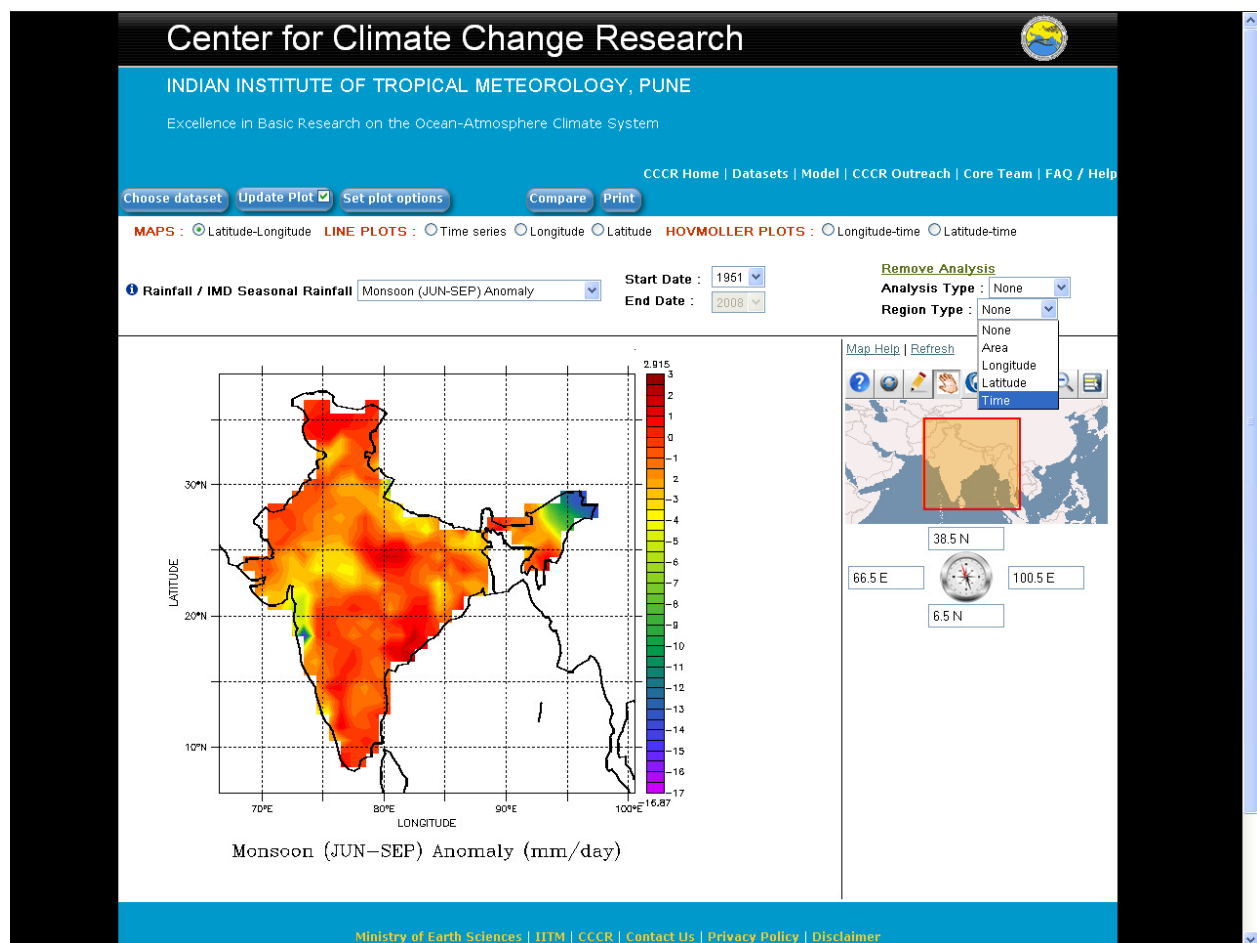 Center for Climate Change Research
INDIAN INSTITUTE OF TROPICAL METEOROLOGY, PUNE
Excellence in Basic Research on the Ocean-Atmosphere Climate System
CCCR Home | Datasets | Model | CCCR Outreach | Core Team | FAQ / Help
Choose dataset Update Plot Set plot options Compare Print
MAPS : Latitude-Longitude LINE PLOTS : Time series Longitude Latitude HOVMOLLER PLOTS : Longitude-time Latitude-time
Rainfall / IMD Seasonal Rainfall Monsoon (JUN-SEP) Anomaly
Start Date : 1951
End Date : 2008
Remove Analysis
Analysis Type : None
Region Type : None
None
Area
Longitude
Latitude
Time
Map Help | Refresh
38.5 N
66.5 E 100.5 E
6.5 N
2.915
3
2
1
0
-1
2
-3
-4
-5
-6
-7
-8
-9
-10
-11
-12
-13
-14
-15
-16
-17
-16.87
30°N
20°N
10°N
LATITUDE
70°E 80°E 90°E 100°E
LONGITUDE
Monsoon (JUN-SEP) Anomaly (mm/day)
Ministry of Earth Sciences | IITM | CCCR | Contact Us | Privacy Policy | Disclaimer